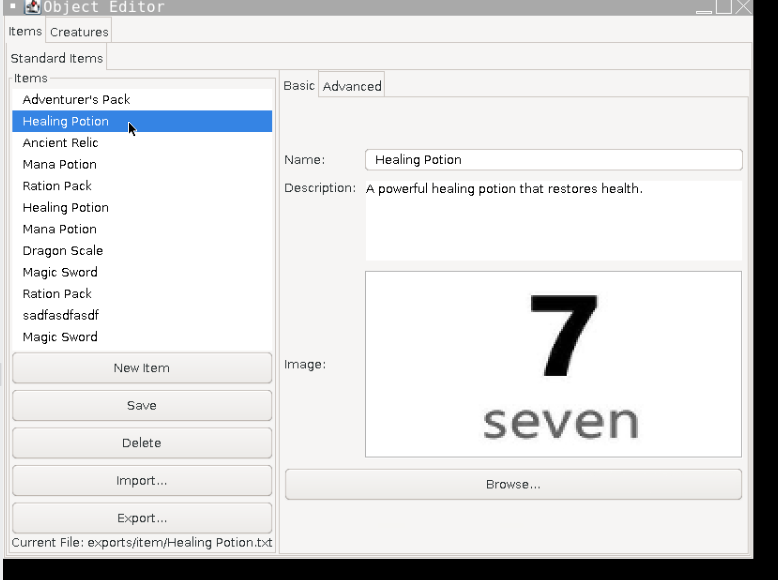 Object Editor
Items Creatures
Standard Items
Items
Adventurer's Pack
Healing Potion
Ancient Relic
Mana Potion
Ration Pack
Healing Potion
Mana Potion
Dragon Scale
Magic Sword
Ration Pack
sadfasdfasdf
Magic Sword
New Item
Save
Delete
Import...
Export...
Current File: exports/item/Healing Potion.txt
Basic Advanced
Name: Healing Potion
Description: A powerful healing potion that restores health.
Image:
7
seven
Browse...